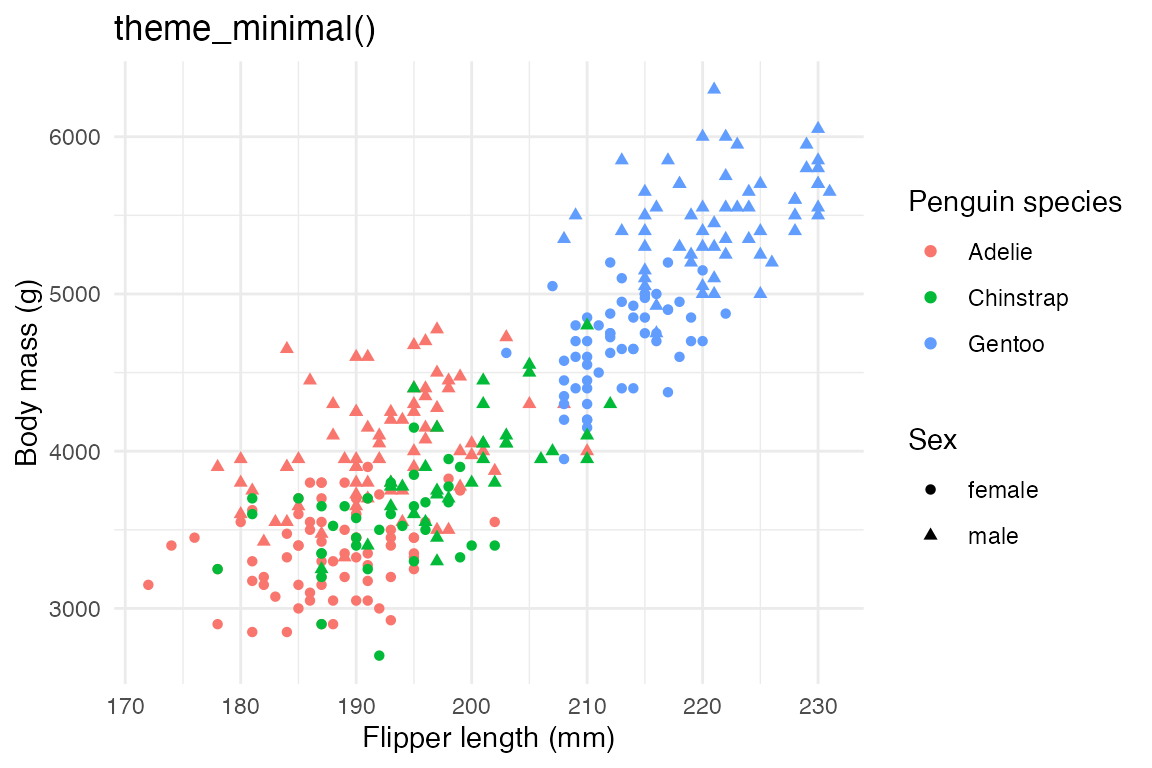 theme_minimal()
6000
5000
4000
3000
Body mass (g)
170 180 190 200 210 220 230
Flipper length (mm)
Penguin species
Adelie
Chinstrap
Gentoo
Sex
female
male